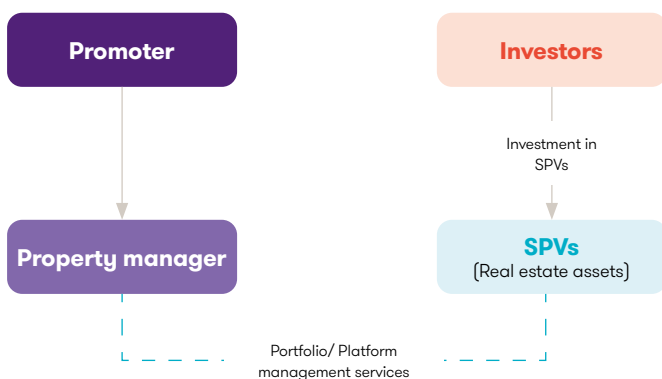 Promoter
Investors
Investment in
SPVs
Property manager
SPVs
(Real estate assets)
Portfolio/ Platform
management services